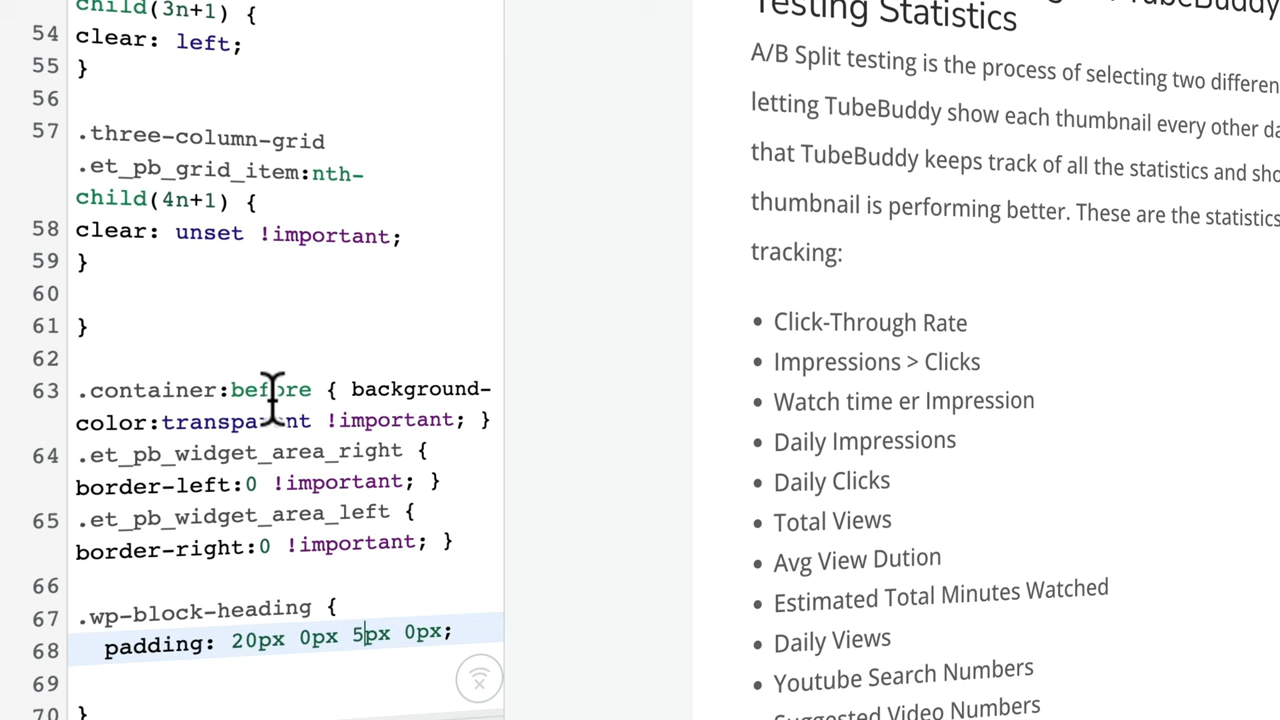 child(3n+1) {
54 clear: left;
55 }
56
57 .three-column-grid
.et_pb_grid_item:nth-
child(4n+1) {
58 clear: unset !important;
59 }
60
61 }
62
63 .container:before { background-
color:transparent !important; }
64 .et_pb_widget_area_right {
border-left:0 !important; }
65 .et_pb_widget_area_left {
border-right:0 !important; }
66
67 .wp-block-heading {
68 padding: 20px 0px 5px 0px;
69
70 }
Testing Statistics
A/B Split testing is the process of selecting two differen
letting TubeBuddy show each thumbnail every other da
that TubeBuddy keeps track of all the statistics and sho
thumbnail is performing better. These are the statistics
tracking:
• Click-Through Rate
• Impressions > Clicks
• Watch time er Impression
• Daily Impressions
• Daily Clicks
• Total Views
• Avg View Dution
• Estimated Total Minutes Watched
• Daily Views
• Youtube Search Numbers
Suggested Video Numbers